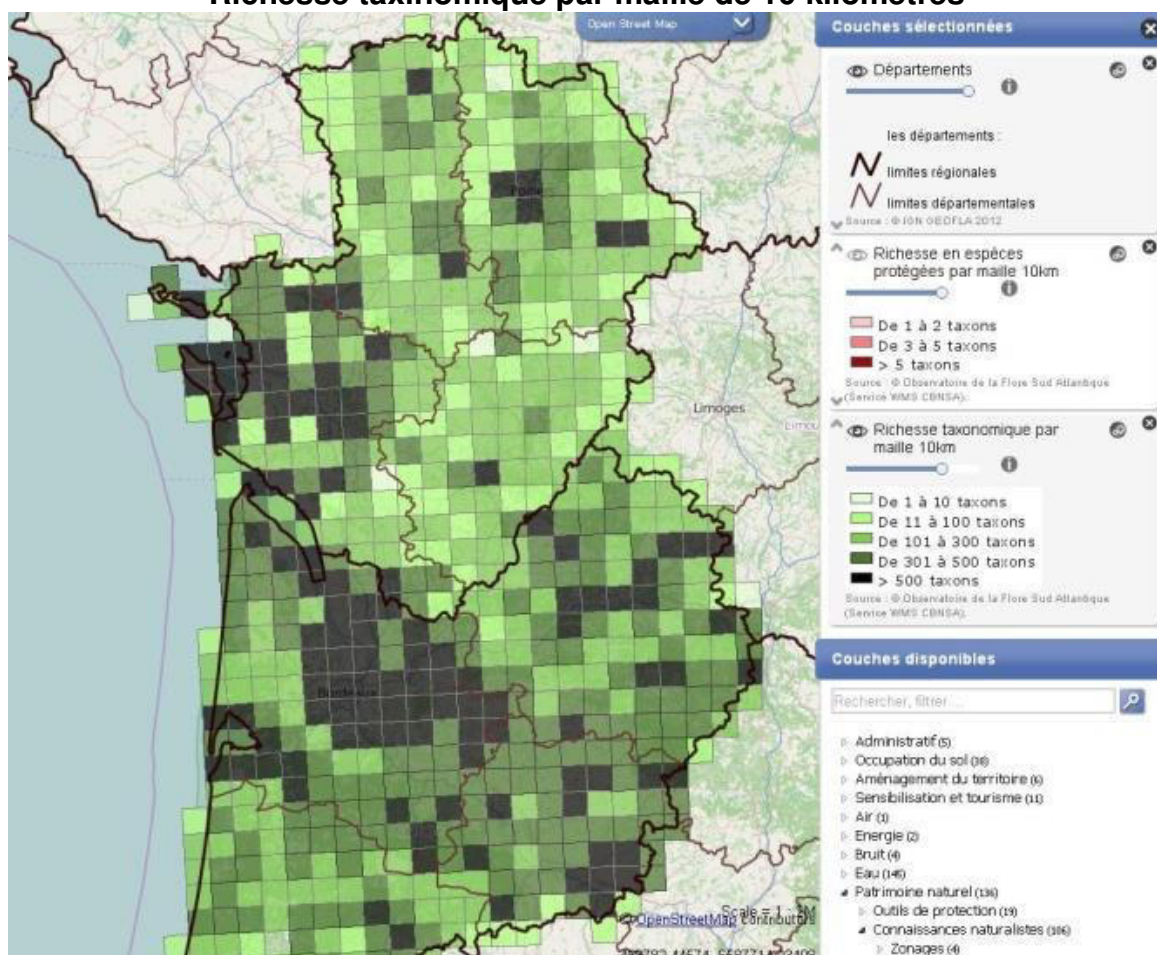 Richesse taxinomique par maille de 10 kilomètres
Open Street Map
Couches sélectionnées
Départements
les départements :
limites régionales
limites départementales
Source : © IGN GEOFLA 2012
Richesse en espèces
protégées par maille 10km
De 1 à 2 taxons
De 3 à 5 taxons
> 5 taxons
Source : © Observatoire de la Flore Sud Atlantique
(Service WMS CBNSA).
Richesse taxonomique par
maille 10km
De 1 à 10 taxons
De 11 à 100 taxons
De 101 à 300 taxons
De 301 à 500 taxons
> 500 taxons
Source : © Observatoire de la Flore Sud Atlantique
(Service WMS CBNSA).
Couches disponibles
Rechercher, filtrer ...
Administratif (5)
Occupation du sol (38)
Aménagement du territoire (6)
Sensibilisation et tourisme (11)
Air (1)
Energie (2)
Bruit (4)
Eau (145)
Patrimoine naturel (136)
Outils de protection (19)
Connaissances naturalistes (106)
Zonages (4)
Poitiers
Limoges
Bordeaux
Scale = 1 : 2M
© OpenStreetMap contributors